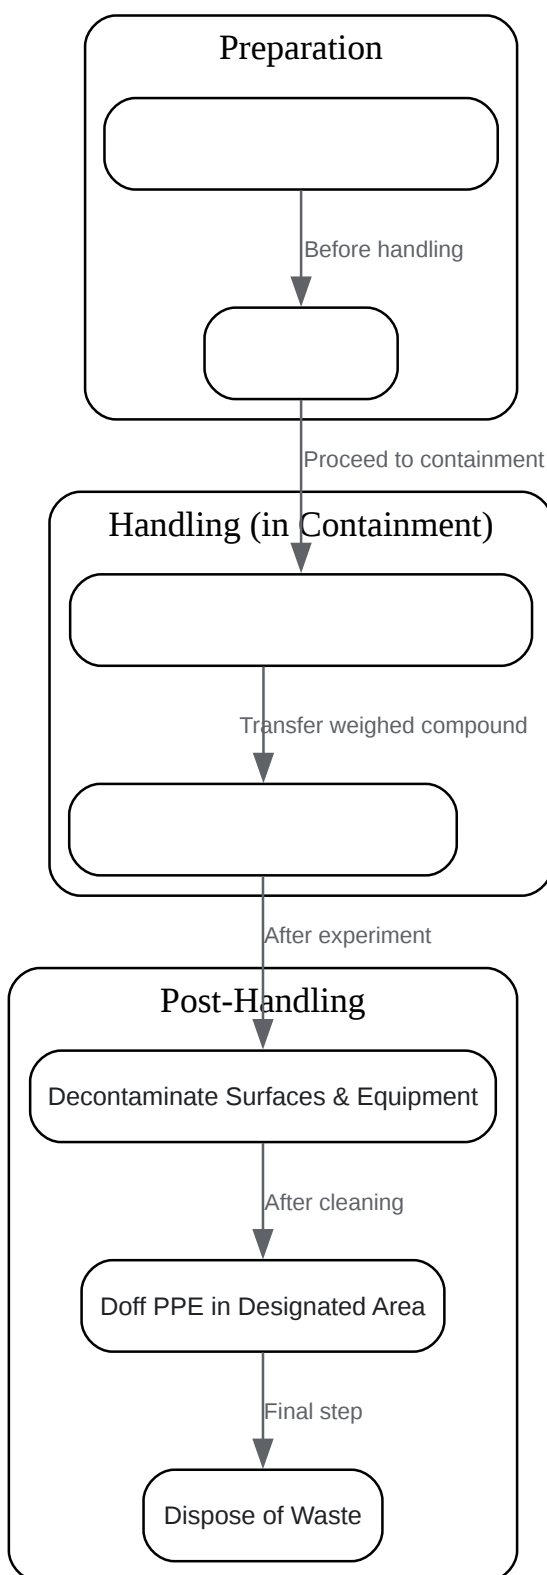 Preparation
Before handling
Proceed to containment
Handling (in Containment)
Transfer weighed compound
After experiment
Post-Handling
Decontaminate Surfaces & Equipment
After cleaning
Doff PPE in Designated Area
Final step
Dispose of Waste